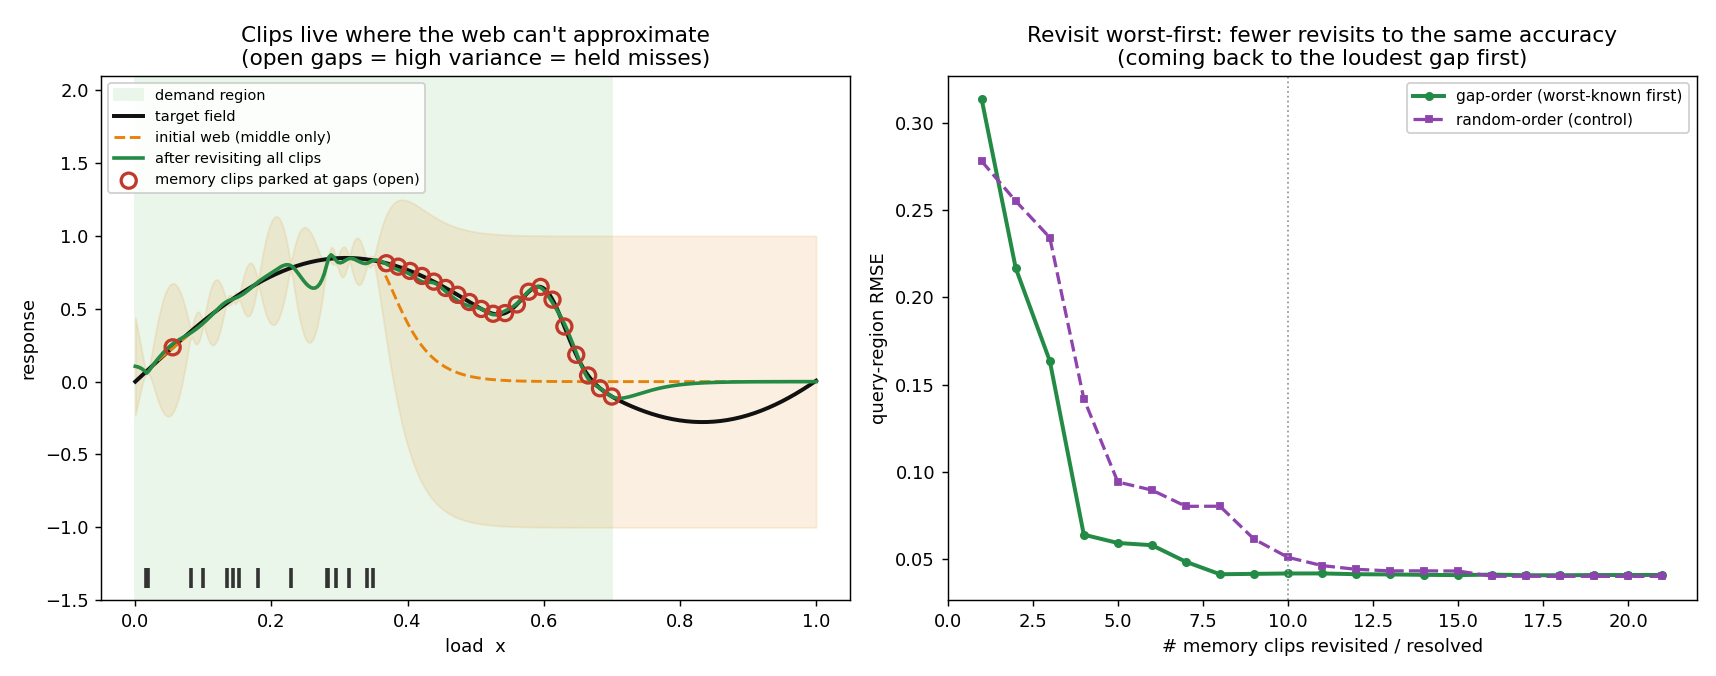 Clips live where the web can't approximate
(open gaps = high variance = held misses)
demand region
target field
initial web (middle only)
after revisiting all clips
memory clips parked at gaps (open)
2.0
1.5
1.0
0.5
0.0
−0.5
−1.0
−1.5
response
0.0
0.2
0.4
0.6
0.8
1.0
load x
Revisit worst-first: fewer revisits to the same accuracy
(coming back to the loudest gap first)
gap-order (worst-known first)
random-order (control)
0.30
0.25
0.20
0.15
0.10
0.05
query-region RMSE
0.0
2.5
5.0
7.5
10.0
12.5
15.0
17.5
20.0
# memory clips revisited / resolved